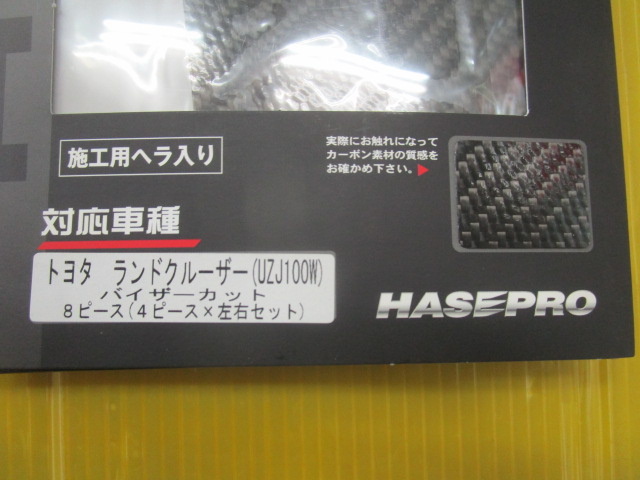 施工用ヘラ入り
実際にお触れになって
カーボン素材の質感を
お確かめ下さい。
対応車種
トヨタ ランドクルーザー(UZJ100W)
バイザーカット
8ピース(4ピース×左右セット)
HASEPRO